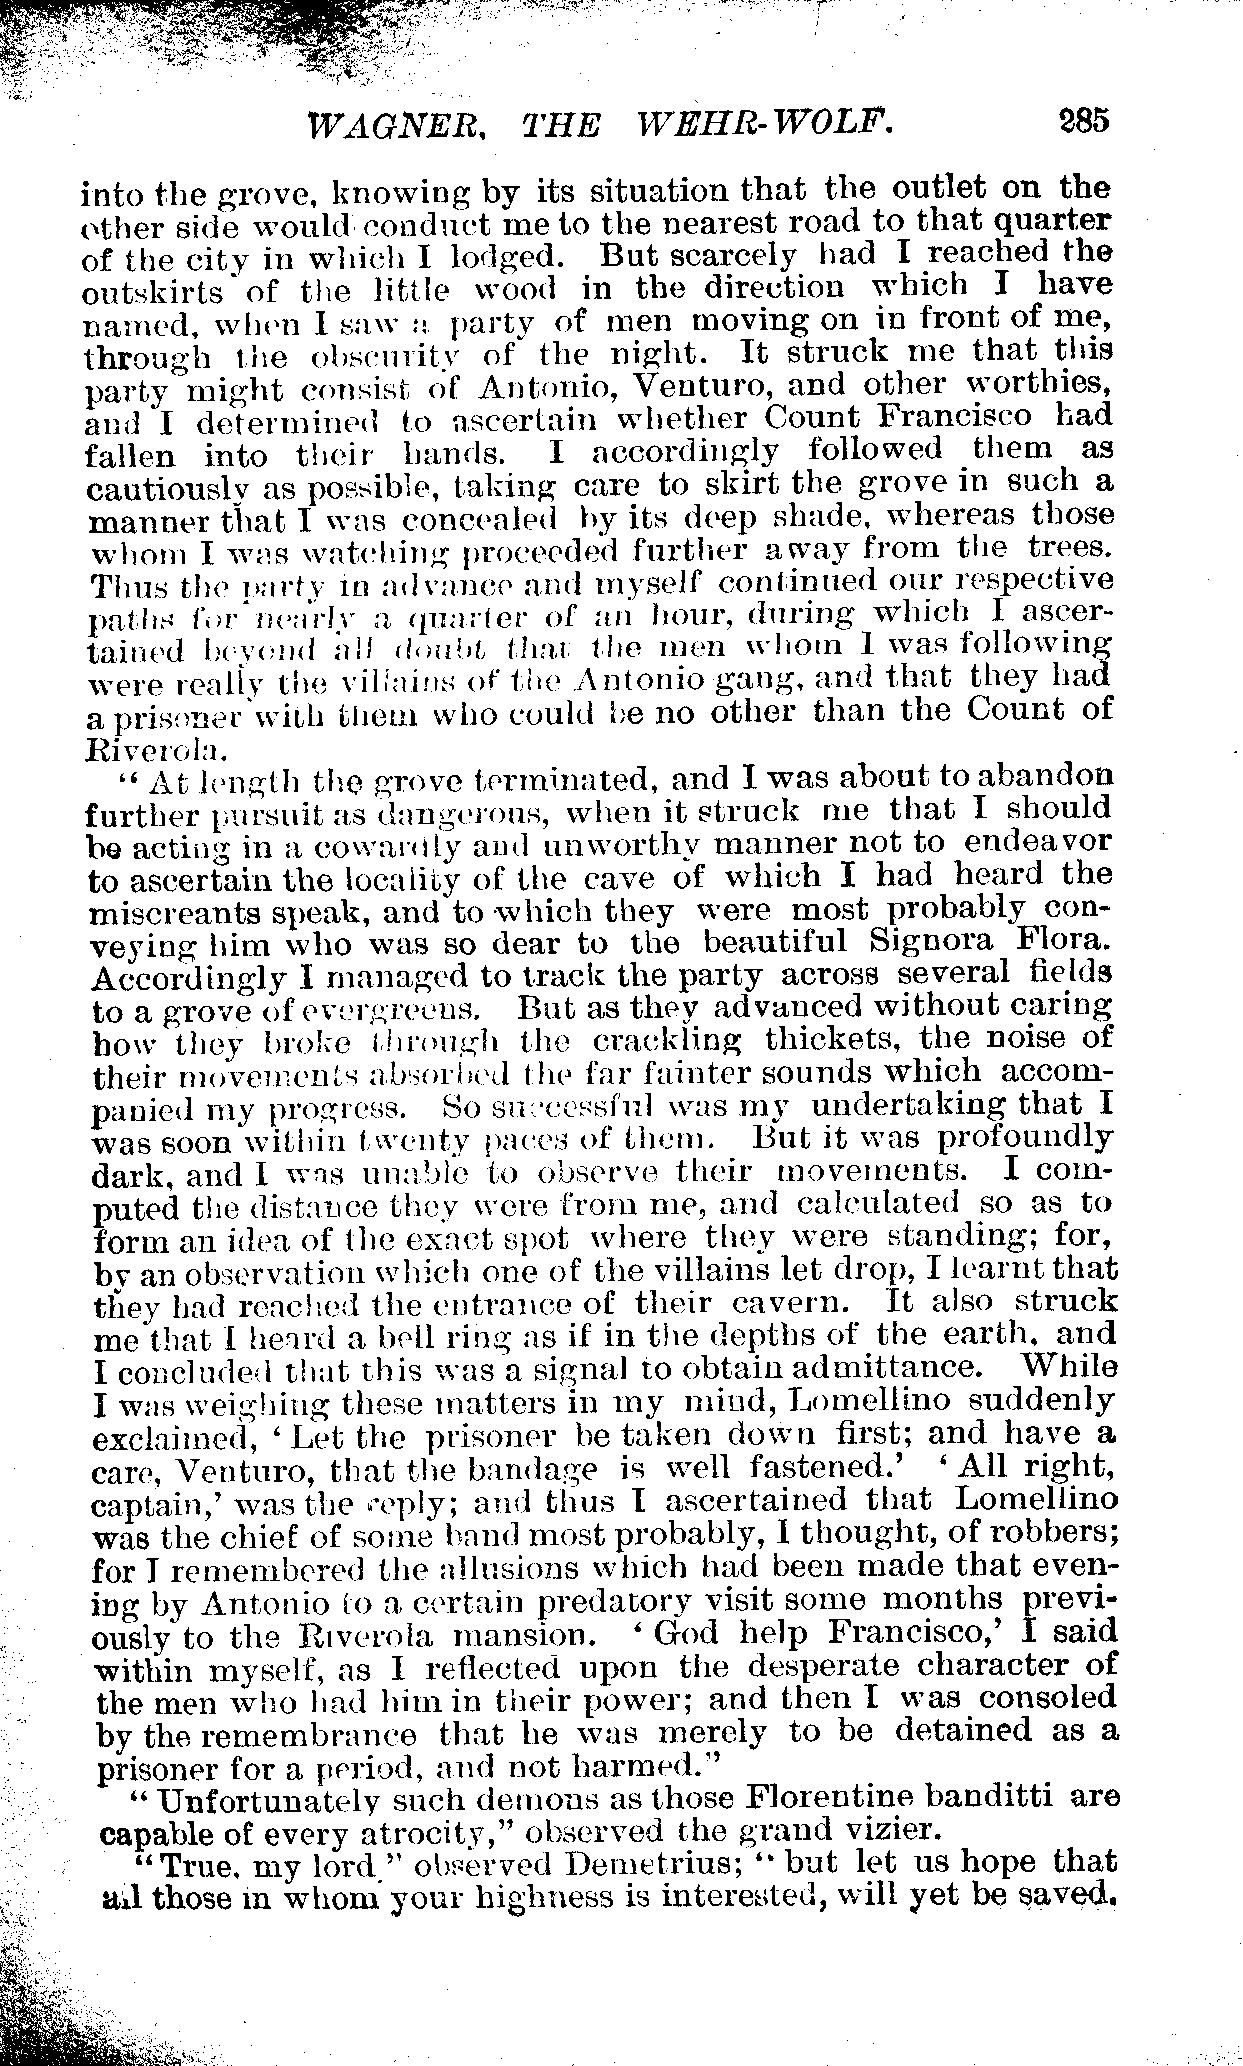 WAGNER, THE WEHR-WOLF. 285
into the grove, knowing by its situation that the outlet on the
other side would conduct me to the nearest road to that quarter
of the city in which I lodged. But scarcely had I reached the
outskirts of the little wood in the direction which I have
named, when I saw a party of men moving on in front of me,
through the obscurity of the night. It struck me that this
party might consist of Antonio, Venturo, and other worthies,
and I determined to ascertain whether Count Francisco had
fallen into their hands. I accordingly followed them as
cautiously as possible, taking care to skirt the grove in such a
manner that I was concealed by its deep shade, whereas those
whom I was watching proceeded further away from the trees.
Thus the party in advance and myself continued our respective
paths for nearly a quarter of an hour, during which I ascer-
tained beyond all doubt that the men whom I was following
were really the villains of the Antonio gang, and that they had
a prisoner with them who could be no other than the Count of
Riverola.
“ At length the grove terminated, and I was about to abandon
further pursuit as dangerous, when it struck me that I should
be acting in a cowardly and unworthy manner not to endeavor
to ascertain the locality of the cave of which I had heard the
miscreants speak, and to which they were most probably con-
veying him who was so dear to the beautiful Signora Flora.
Accordingly I managed to track the party across several fields
to a grove of evergreens. But as they advanced without caring
how they broke through the crackling thickets, the noise of
their movements absorbed the far fainter sounds which accom-
panied my progress. So successful was my undertaking that I
was soon within twenty paces of them. But it was profoundly
dark, and I was unable to observe their movements. I com-
puted the distance they were from me, and calculated so as to
form an idea of the exact spot where they were standing; for,
by an observation which one of the villains let drop, I learnt that
they had reached the entrance of their cavern. It also struck
me that I heard a bell ring as if in the depths of the earth, and
I concluded that this was a signal to obtain admittance. While
I was weighing these matters in my mind, Lomellino suddenly
exclaimed, ‘ Let the prisoner be taken down first; and have a
care, Venturo, that the bandage is well fastened.’ ‘ All right,
captain,’ was the reply; and thus I ascertained that Lomellino
was the chief of some band most probably, I thought, of robbers;
for I remembered the allusions which had been made that even-
ing by Antonio to a certain predatory visit some months previ-
ously to the Riverola mansion. ‘ God help Francisco,’ I said
within myself, as I reflected upon the desperate character of
the men who had him in their power; and then I was consoled
by the remembrance that he was merely to be detained as a
prisoner for a period, and not harmed.”
“ Unfortunately such demons as those Florentine banditti are
capable of every atrocity,” observed the grand vizier.
“ True, my lord.” observed Demetrius; “ but let us hope that
all those in whom your highness is interested, will yet be saved.